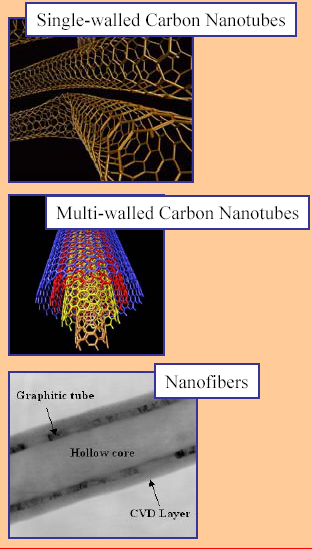 Single-walled Carbon Nanotubes
Multi-walled Carbon Nanotubes
Nanofibers
Graphitic tube
Hollow core
CVD Layer